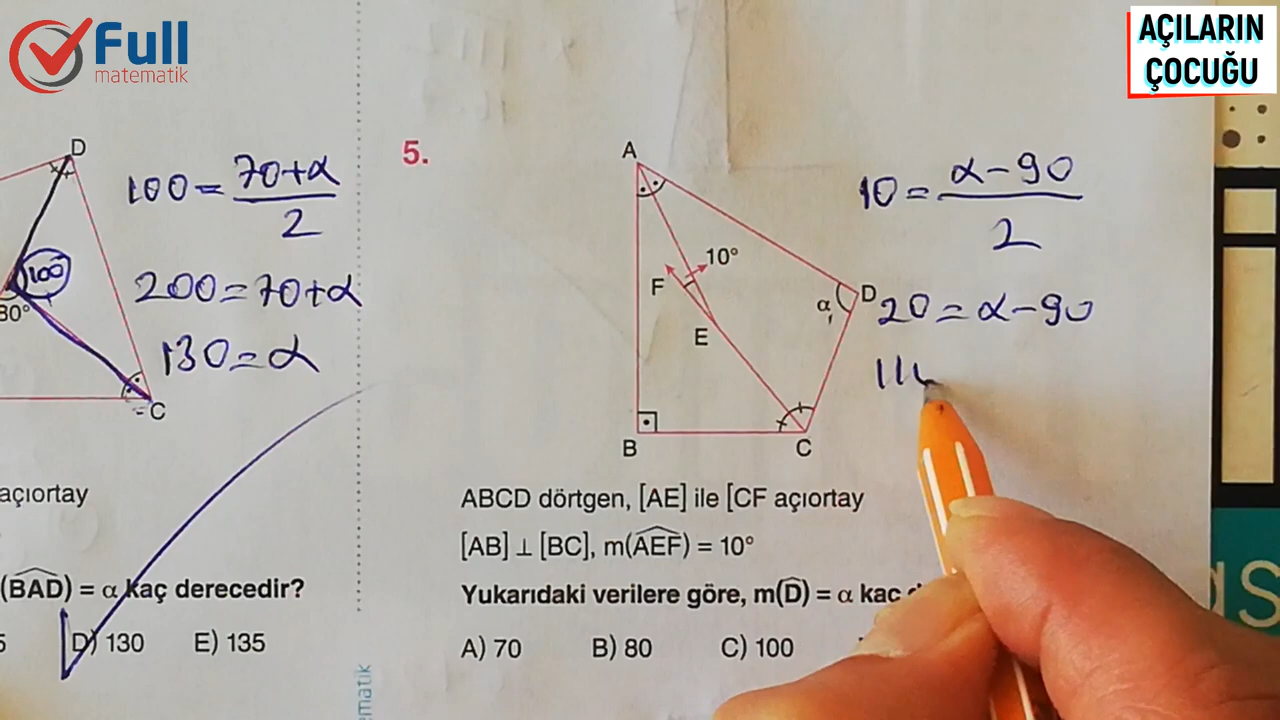 Full
matematik
AÇILARIN
ÇOCUĞU
D
100
80°
C
100 = 70+α
2
200 = 70+α
130 = α
açıortay
(BAD) = α kaç derecedir?
D) 130 E) 135
5.
A
10°
F
E
α
D
B
C
10 = α - 90
2
20 = α - 90
11
ABCD dörtgen, [AE] ile [CF açıortay
[AB] ⊥ [BC], m(AEF) = 10°
Yukarıdaki verilere göre, m(D) = α kaç
A) 70 B) 80 C) 100